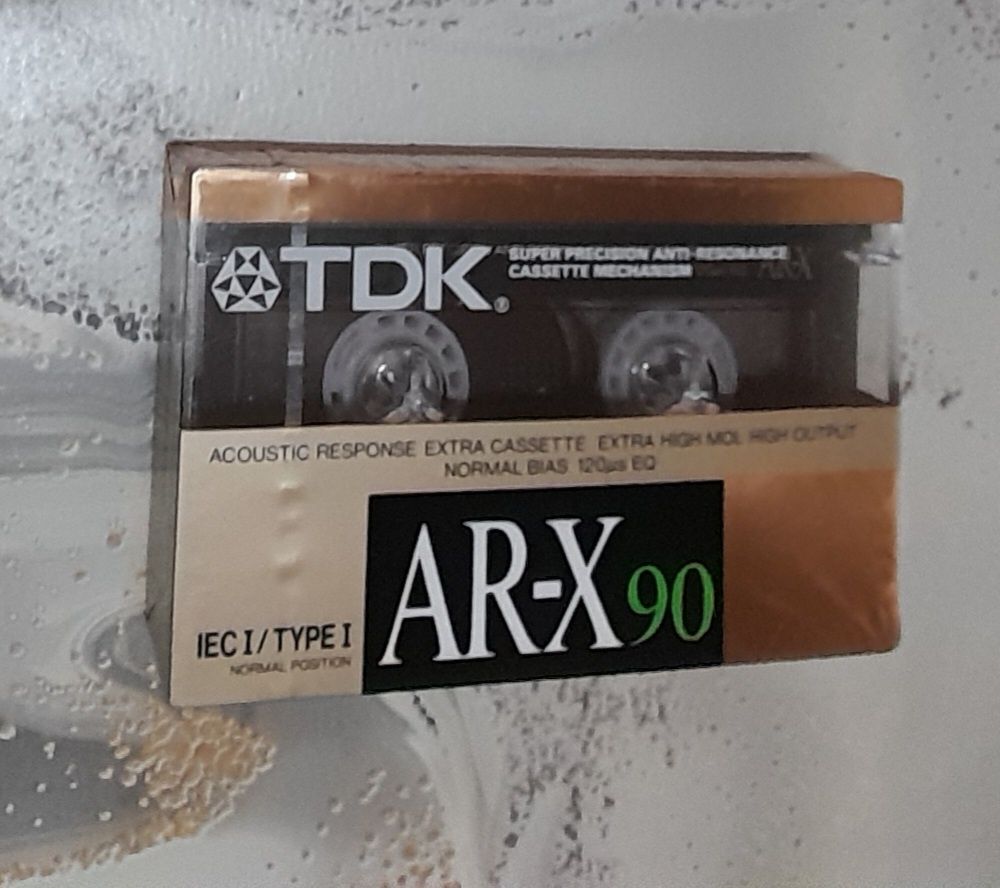 TDK®
SUPER PRECISION ANTI-RESONANCE
CASSETTE MECHANISM
AR-X
ACOUSTIC RESPONSE EXTRA CASSETTE EXTRA HIGH MOL HIGH OUTPUT
NORMAL BIAS 120µs EQ
AR-X 90
IEC I/TYPE I
NORMAL POSITION